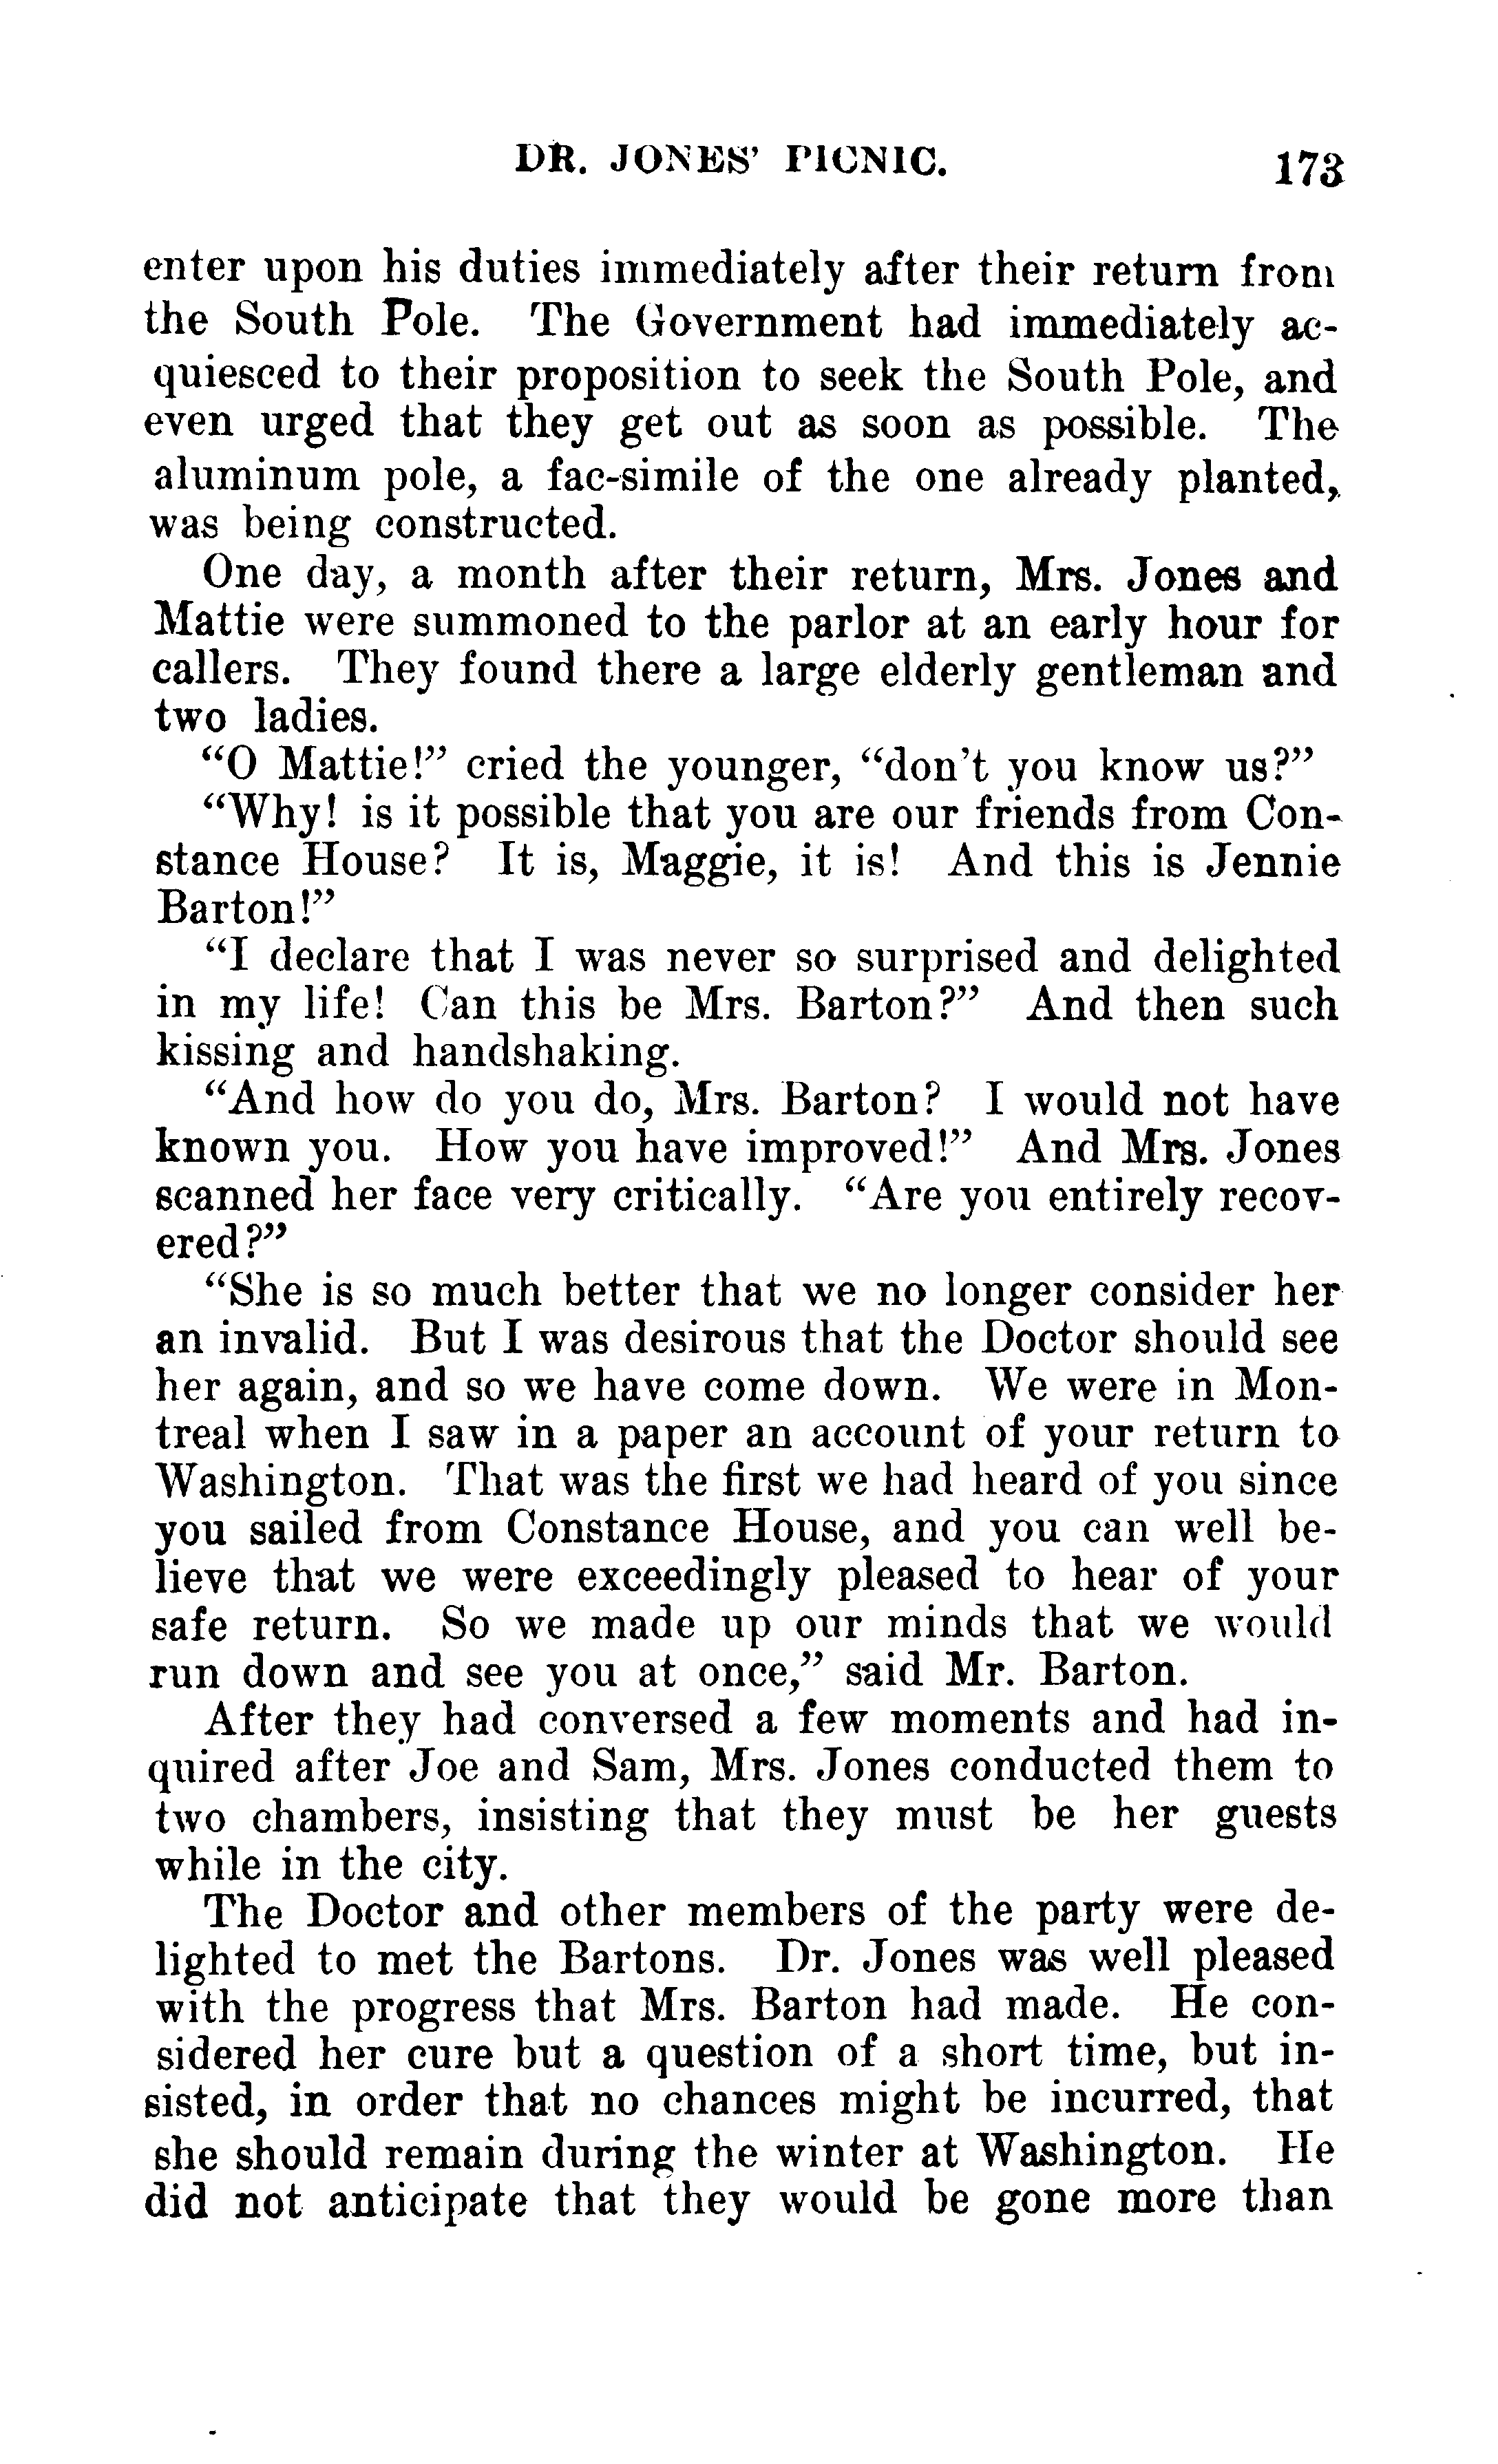 DR. JONES' PICNIC. 173
enter upon his duties immediately after their return from
the South Pole. The Government had immediately ac-
quiesced to their proposition to seek the South Pole, and
even urged that they get out as soon as possible. The
aluminum pole, a fac-simile of the one already planted,
was being constructed.
One day, a month after their return, Mrs. Jones and
Mattie were summoned to the parlor at an early hour for
callers. They found there a large elderly gentleman and
two ladies.
“O Mattie!” cried the younger, “don't you know us?”
“Why! is it possible that you are our friends from Con-
stance House? It is, Maggie, it is! And this is Jennie
Barton!”
“I declare that I was never so surprised and delighted
in my life! Can this be Mrs. Barton?” And then such
kissing and handshaking.
“And how do you do, Mrs. Barton? I would not have
known you. How you have improved!” And Mrs. Jones
scanned her face very critically. “Are you entirely recov-
ered?”
“She is so much better that we no longer consider her
an invalid. But I was desirous that the Doctor should see
her again, and so we have come down. We were in Mon-
treal when I saw in a paper an account of your return to
Washington. That was the first we had heard of you since
you sailed from Constance House, and you can well be-
lieve that we were exceedingly pleased to hear of your
safe return. So we made up our minds that we would
run down and see you at once,” said Mr. Barton.
After they had conversed a few moments and had in-
quired after Joe and Sam, Mrs. Jones conducted them to
two chambers, insisting that they must be her guests
while in the city.
The Doctor and other members of the party were de-
lighted to met the Bartons. Dr. Jones was well pleased
with the progress that Mrs. Barton had made. He con-
sidered her cure but a question of a short time, but in-
sisted, in order that no chances might be incurred, that
she should remain during the winter at Washington. He
did not anticipate that they would be gone more than